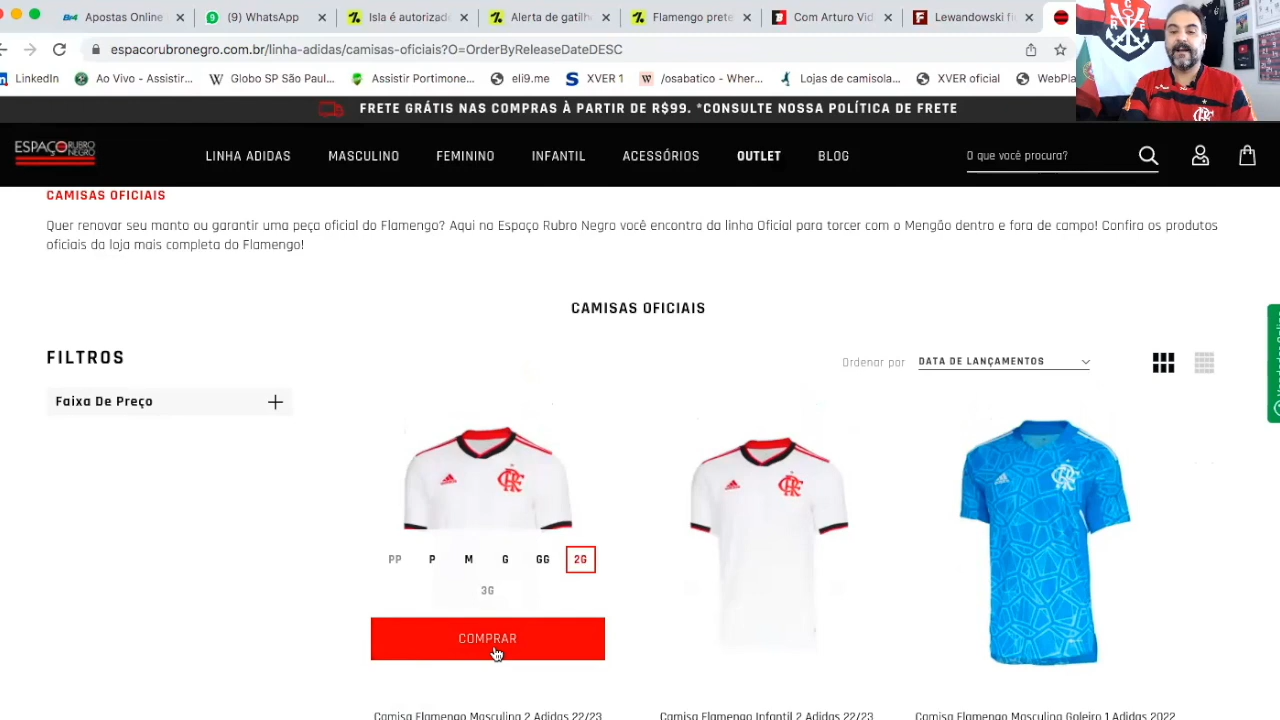 Apostas Online
(9) WhatsApp
Isla é autorizado
Alerta de gatilh
Flamengo prete
Com Arturo Vid
Lewandowski fi
espacorubronegro.com.br/linha-adidas/camisas-oficiais?O=OrderByReleaseDateDESC
LinkedIn
Ao Vivo - Assistir...
Globo SP São Paul...
Assistir Portimone...
eli9.me
XVER 1
/osabatico – Wher...
Lojas de camisola...
XVER oficial
WebPla
FRETE GRÁTIS NAS COMPRAS À PARTIR DE R$99. *CONSULTE NOSSA POLÍTICA DE FRETE
ESPAÇO RUBRO NEGRO
LINHA ADIDAS
MASCULINO
FEMININO
INFANTIL
ACESSÓRIOS
OUTLET
BLOG
O que você procura?
CAMISAS OFICIAIS
Quer renovar seu manto ou garantir uma peça oficial do Flamengo? Aqui na Espaço Rubro Negro você encontra da linha Oficial para torcer com o Mengão dentro e fora de campo! Confira os produtos
oficiais da loja mais completa do Flamengo!
CAMISAS OFICIAIS
FILTROS
Ordenar por
DATA DE LANÇAMENTOS
Faixa De Preço
PP P M G GG 2G
3G
COMPRAR
Camisa Flamengo Masculina 2 Adidas 22/23
Camisa Flamengo Infantil 2 Adidas 22/23
Camisa Flamengo Masculina Goleiro 1 Adidas 2022